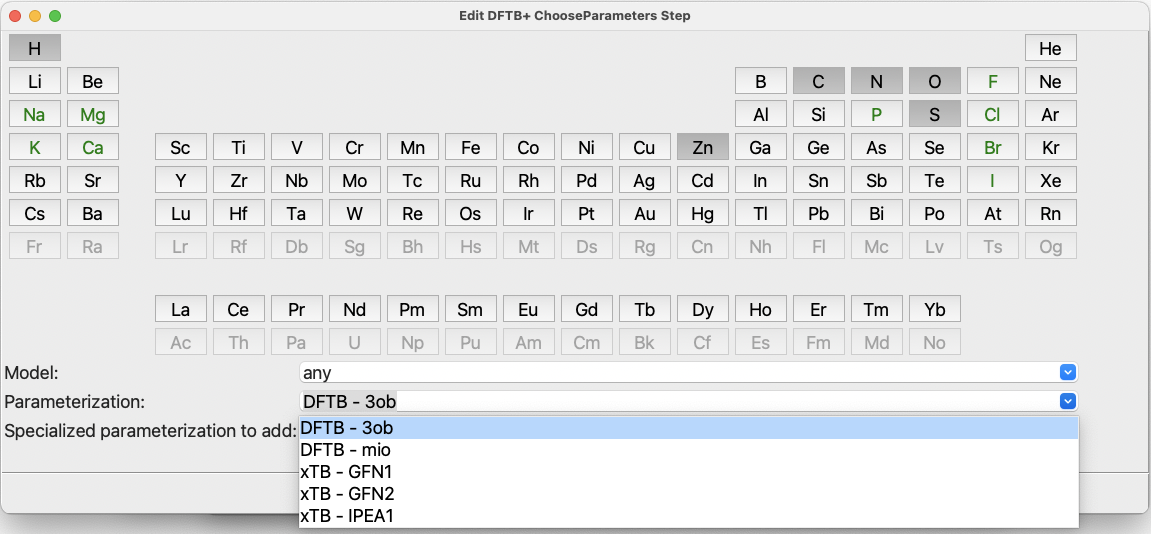 Edit DFTB+ ChooseParameters Step
H He
Li Be B C N O F Ne
Na Mg Al Si P S Cl Ar
K Ca Sc Ti V Cr Mn Fe Co Ni Cu Zn Ga Ge As Se Br Kr
Rb Sr Y Zr Nb Mo Tc Ru Rh Pd Ag Cd In Sn Sb Te I Xe
Cs Ba Lu Hf Ta W Re Os Ir Pt Au Hg Tl Pb Bi Po At Rn
Fr Ra Lr Rf Db Sg Bh Hs Mt Ds Rg Cn Nh Fl Mc Lv Ts Og
La Ce Pr Nd Pm Sm Eu Gd Tb Dy Ho Er Tm Yb
Ac Th Pa U Np Pu Am Cm Bk Cf Es Fm Md No
Model: any
Parameterization: DFTB - 3ob
Specialized parameterization to add: DFTB - 3ob
DFTB - mio
xTB - GFN1
xTB - GFN2
xTB - IPEA1